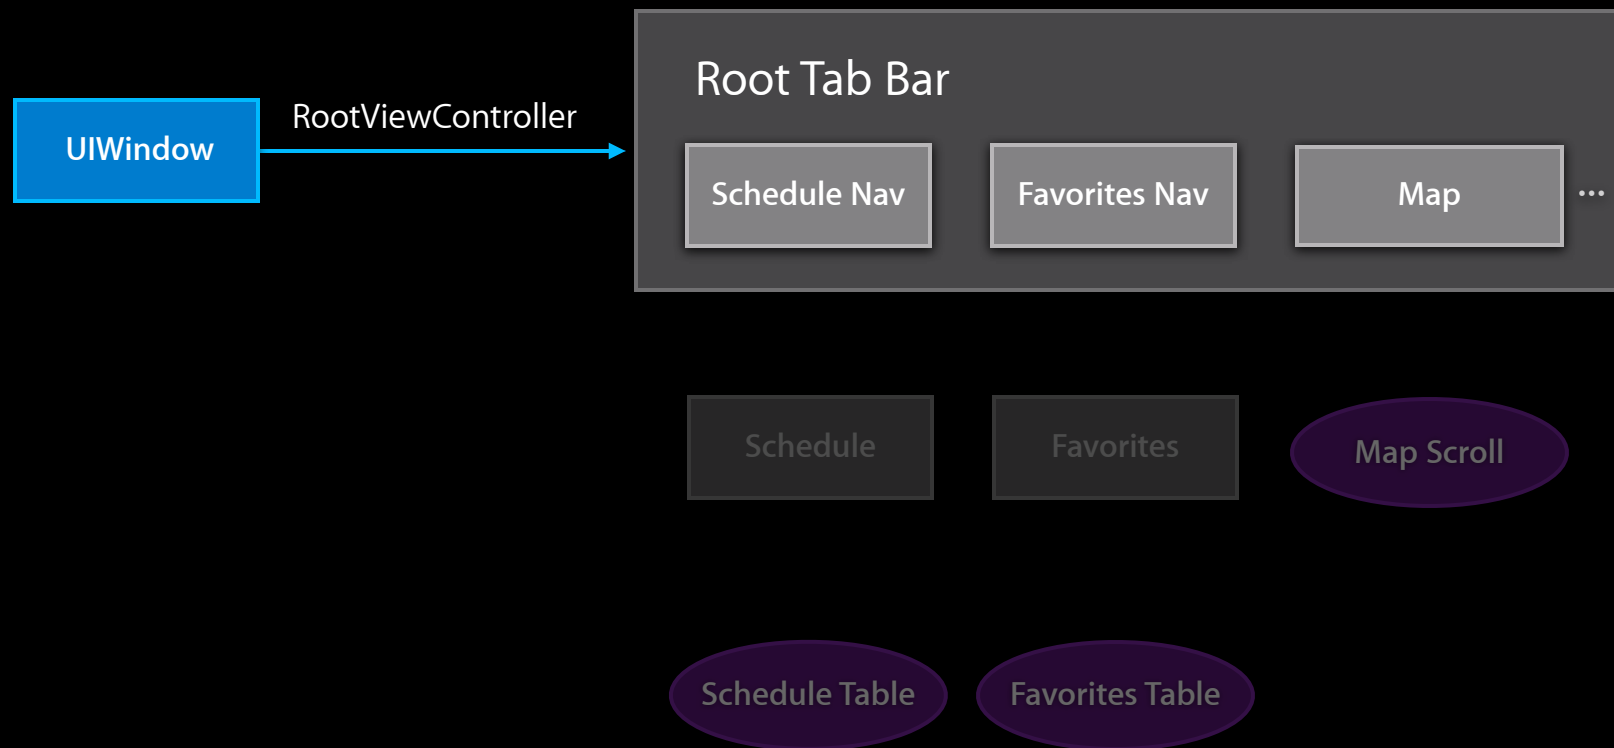 Root Tab Bar
RootViewController
UIWindow
Schedule Nav
Favorites Nav
Map
...
Schedule
Favorites
Map Scroll
Schedule Table
Favorites Table